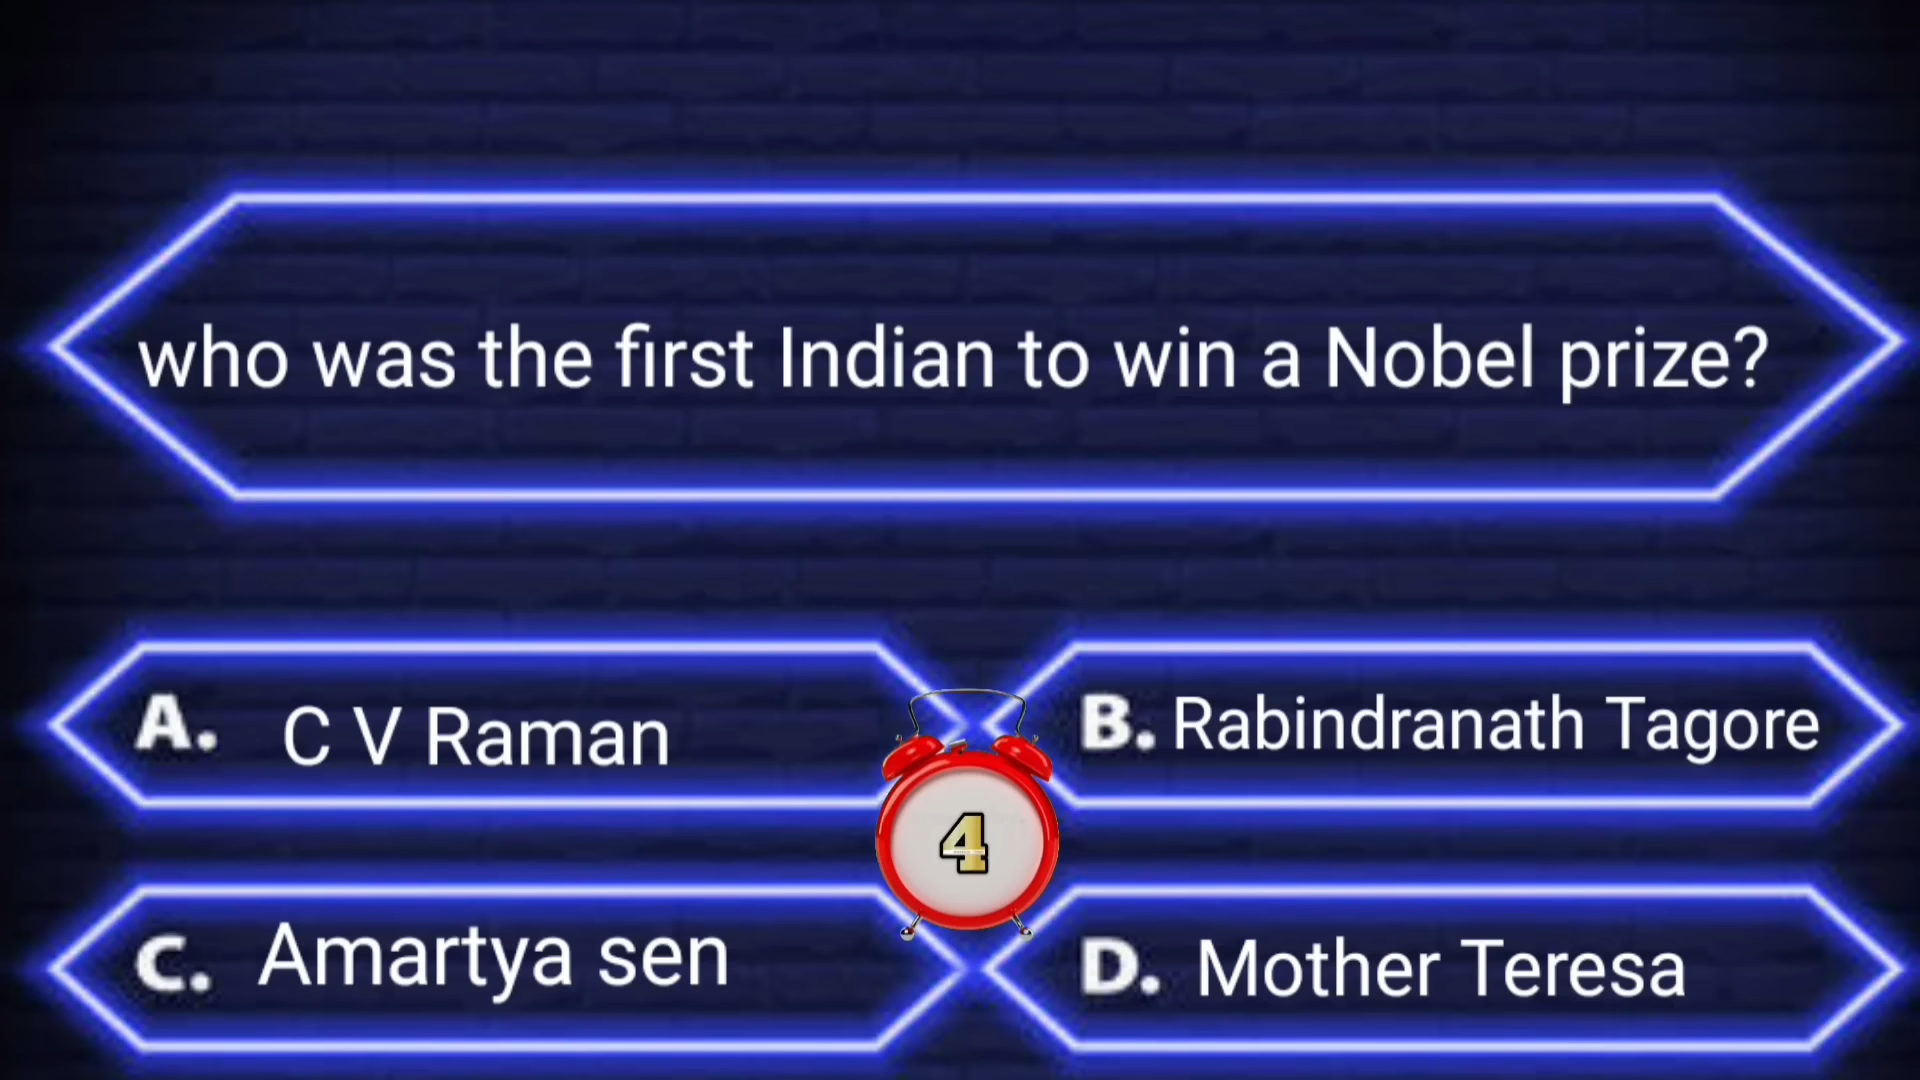 who was the first Indian to win a Nobel prize?
A. C V Raman
B. Rabindranath Tagore
4
C. Amartya sen
D. Mother Teresa